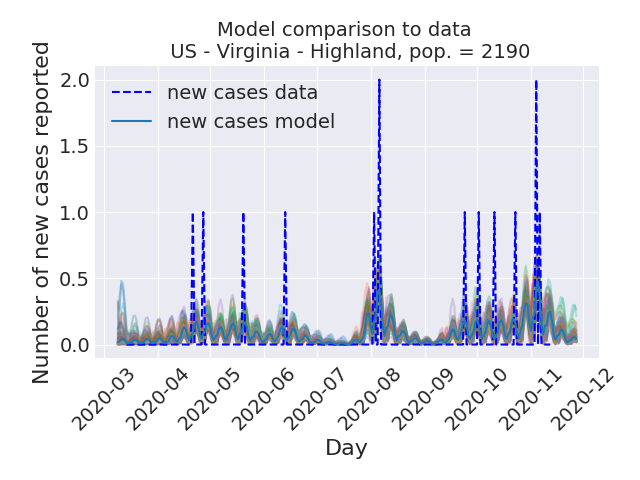 Model comparison to data
US - Virginia - Highland, pop. = 2190
Number of new cases reported
2.0
1.5
1.0
0.5
0.0
new cases data
new cases model
2020-03
2020-04
2020-05
2020-06
2020-07
2020-08
2020-09
2020-10
2020-11
2020-12
Day